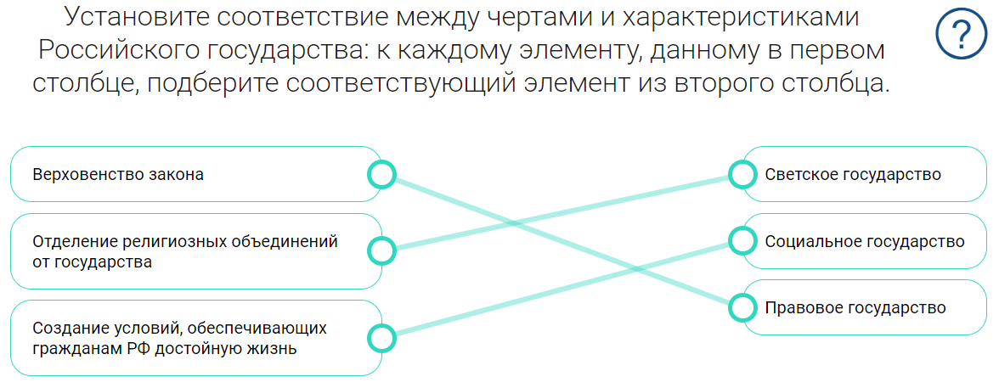 Установите соответствие между чертами и характеристиками
Российского государства: к каждому элементу, данному в первом
столбце, подберите соответствующий элемент из второго столбца.
?
Верховенство закона
Отделение религиозных объединений
от государства
Создание условий, обеспечивающих
гражданам РФ достойную жизнь
Светское государство
Социальное государство
Правовое государство